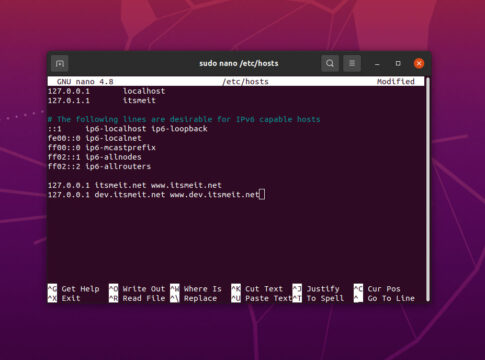 sudo nano /etc/hosts
GNU nano 4.8 /etc/hosts Modified
127.0.0.1 localhost
127.0.1.1 itsmeit
# The following lines are desirable for IPv6 capable hosts
::1 ip6-localhost ip6-loopback
fe00::0 ip6-localnet
ff00::0 ip6-mcastprefix
ff02::1 ip6-allnodes
ff02::2 ip6-allrouters
127.0.0.1 itsmeit.net www.itsmeit.net
127.0.0.1 dev.itsmeit.net www.dev.itsmeit.net
^G Get Help ^O Write Out ^W Where Is ^K Cut Text ^J Justify ^C Cur Pos
^X Exit ^R Read File ^\ Replace ^U Paste Text ^T To Spell ^_ Go To Line